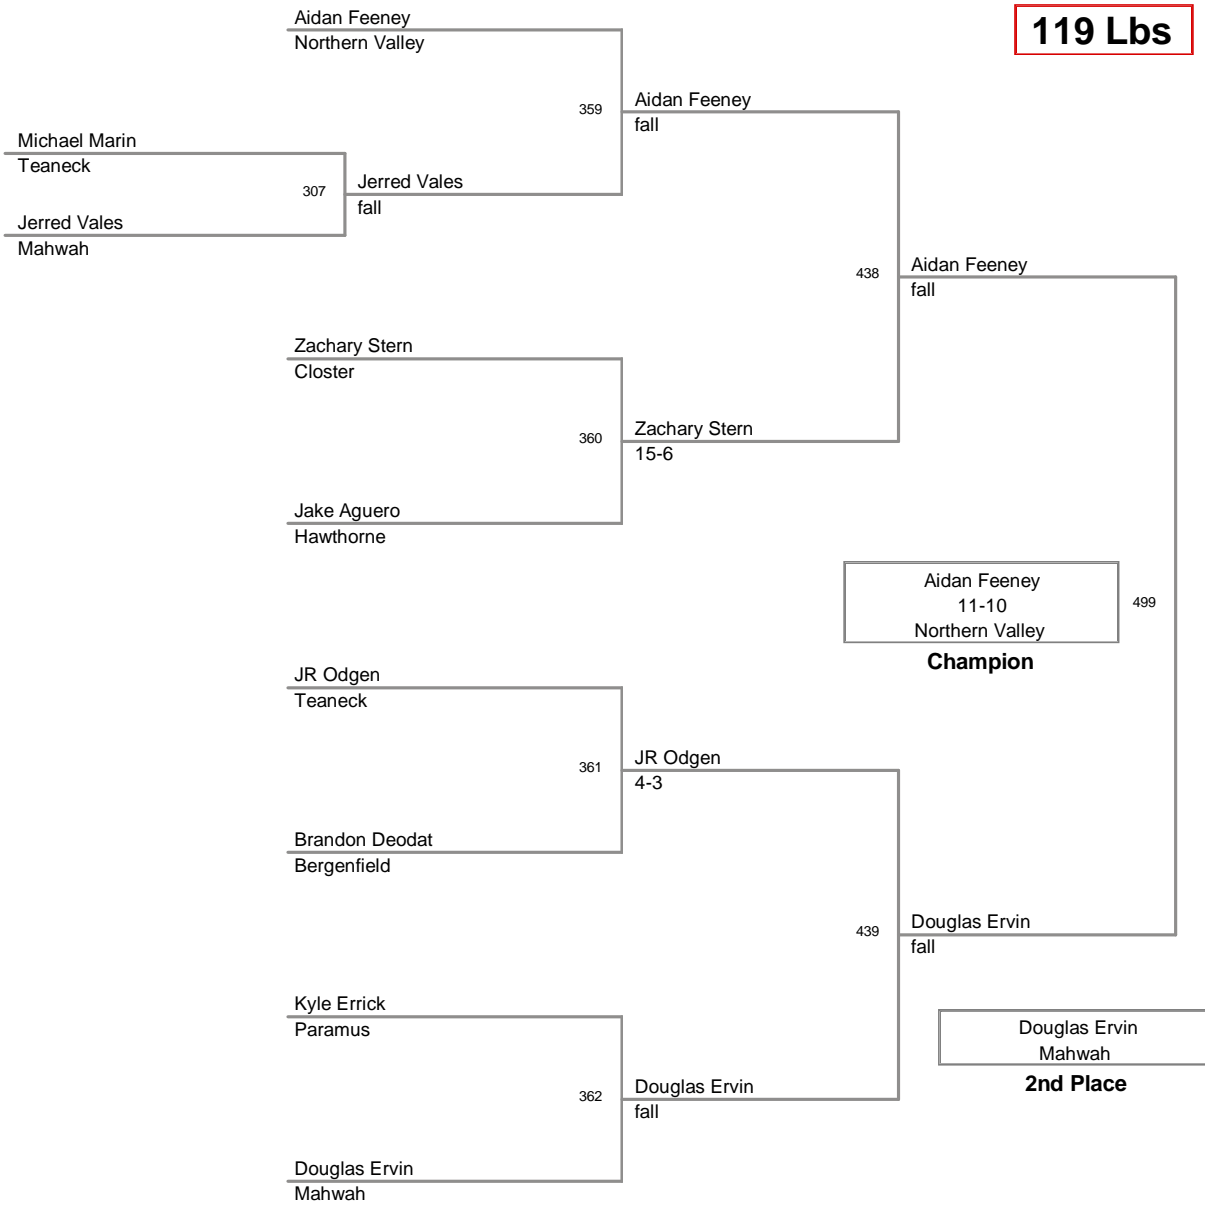 119 Lbs
Aidan Feeney
Northern Valley
359
Aidan Feeney
fall
Michael Marin
Teaneck
307
Jerred Vales
fall
Jerred Vales
Mahwah
438
Aidan Feeney
fall
Zachary Stern
Closter
360
Zachary Stern
15-6
Jake Aguero
Hawthorne
Aidan Feeney
11-10
Northern Valley
499
Champion
JR Odgen
Teaneck
361
JR Odgen
4-3
Brandon Deodat
Bergenfield
439
Douglas Ervin
fall
Kyle Errick
Paramus
Douglas Ervin
Mahwah
2nd Place
362
Douglas Ervin
fall
Douglas Ervin
Mahwah